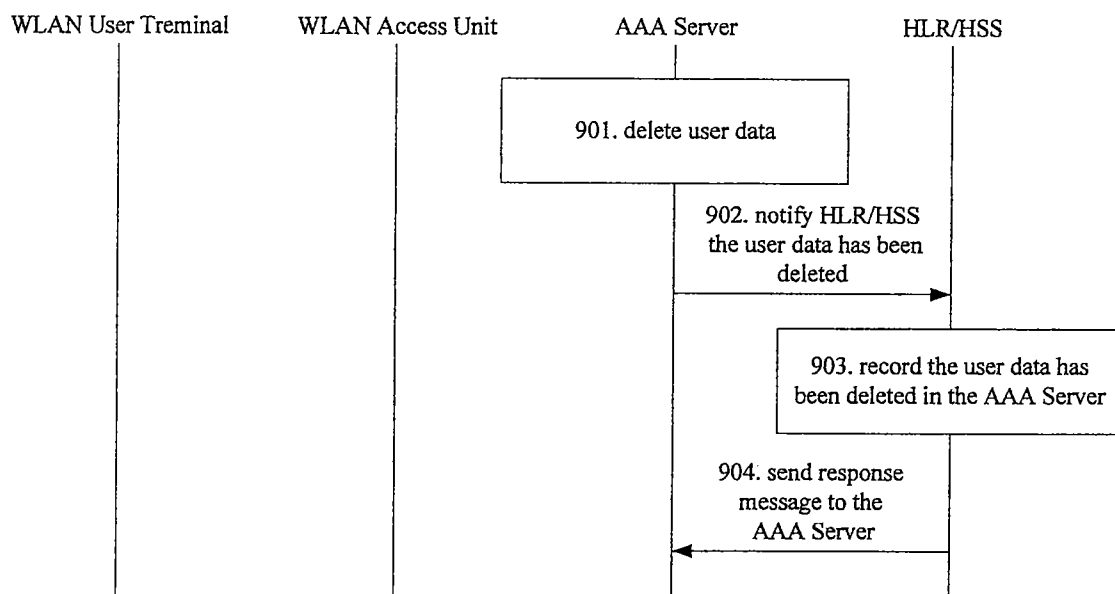 WLAN User Treminal
WLAN Access Unit
AAA Server
HLR/HSS
901. delete user data
902. notify HLR/HSS
the user data has been
deleted
903. record the user data has
been deleted in the AAA Server
904. send response
message to the
AAA Server